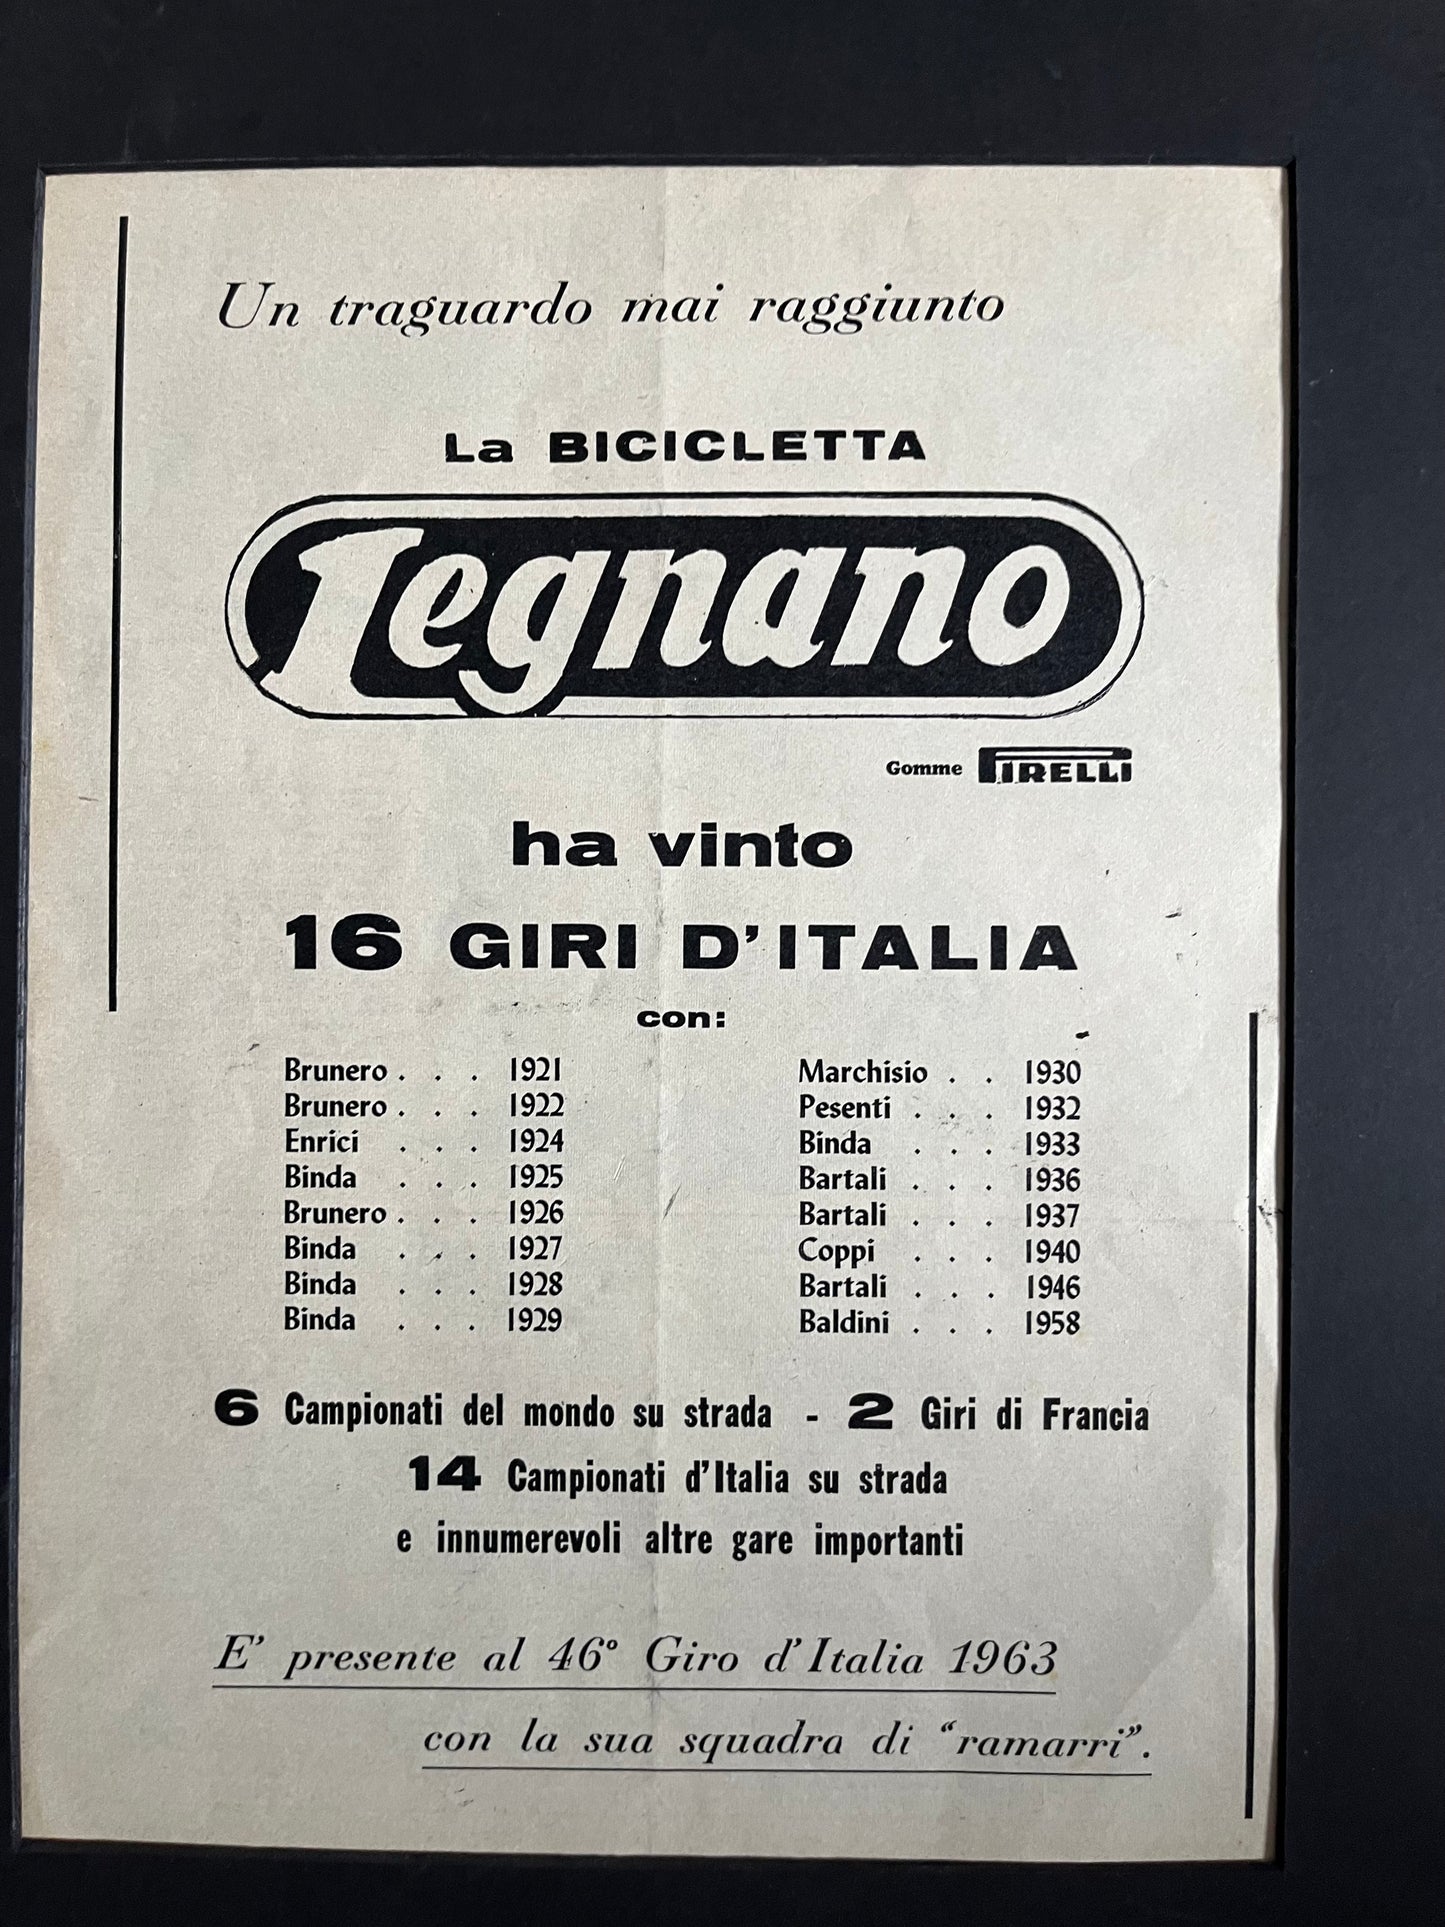 Un traguardo mai raggiunto
La BICICLETTA
Legnano
Gomme PIRELLI
ha vinto
16 GIRI D'ITALIA
con:
Brunero . . . 1921
Brunero . . . 1922
Enrici . . . 1924
Binda . . . 1925
Brunero . . . 1926
Binda . . . 1927
Binda . . . 1928
Binda . . . 1929
Marchisio . . 1930
Pesenti . . . 1932
Binda . . . 1933
Bartali . . . 1936
Bartali . . . 1937
Coppi . . . 1940
Bartali . . . 1946
Baldini . . . 1958
6 Campionati del mondo su strada - 2 Giri di Francia
14 Campionati d'Italia su strada
e innumerevoli altre gare importanti
E' presente al 46° Giro d'Italia 1963
con la sua squadra di “ramarri”.